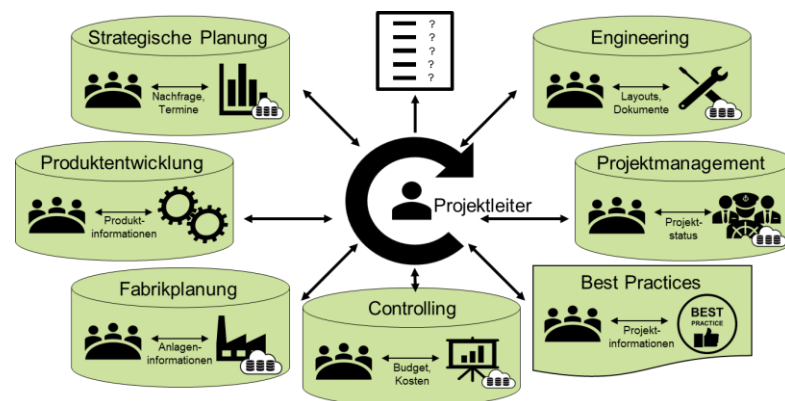 Strategische Planung
Nachfrage,
Termine
?
?
?
?
?
Engineering
Layouts,
Dokumente
Produktentwicklung
Produkt-
informationen
Projektleiter
Projektmanagement
Projekt-
status
Fabrikplanung
Anlagen-
informationen
Controlling
Budget,
Kosten
Best Practices
Projekt-
informationen
BEST
PRACTICE